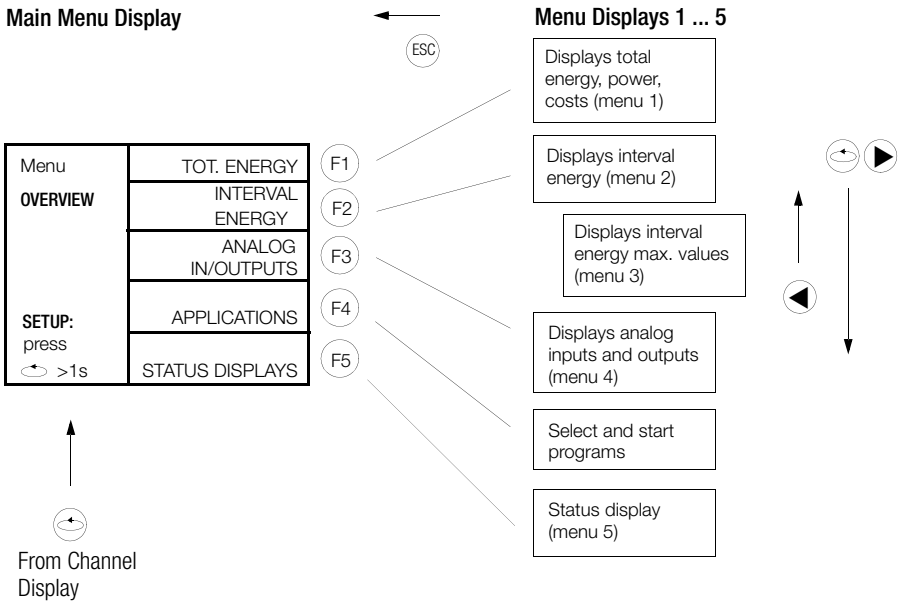 Main Menu Display
ESC
Menu Displays 1 ... 5
Displays total
energy, power,
costs (menu 1)
Menu
OVERVIEW
SETUP:
press
>1s
TOT. ENERGY
INTERVAL
ENERGY
ANALOG
IN/OUTPUTS
APPLICATIONS
STATUS DISPLAYS
F1
F2
F3
F4
F5
Displays interval
energy (menu 2)
Displays interval
energy max. values
(menu 3)
Displays analog
inputs and outputs
(menu 4)
Select and start
programs
Status display
(menu 5)
From Channel
Display